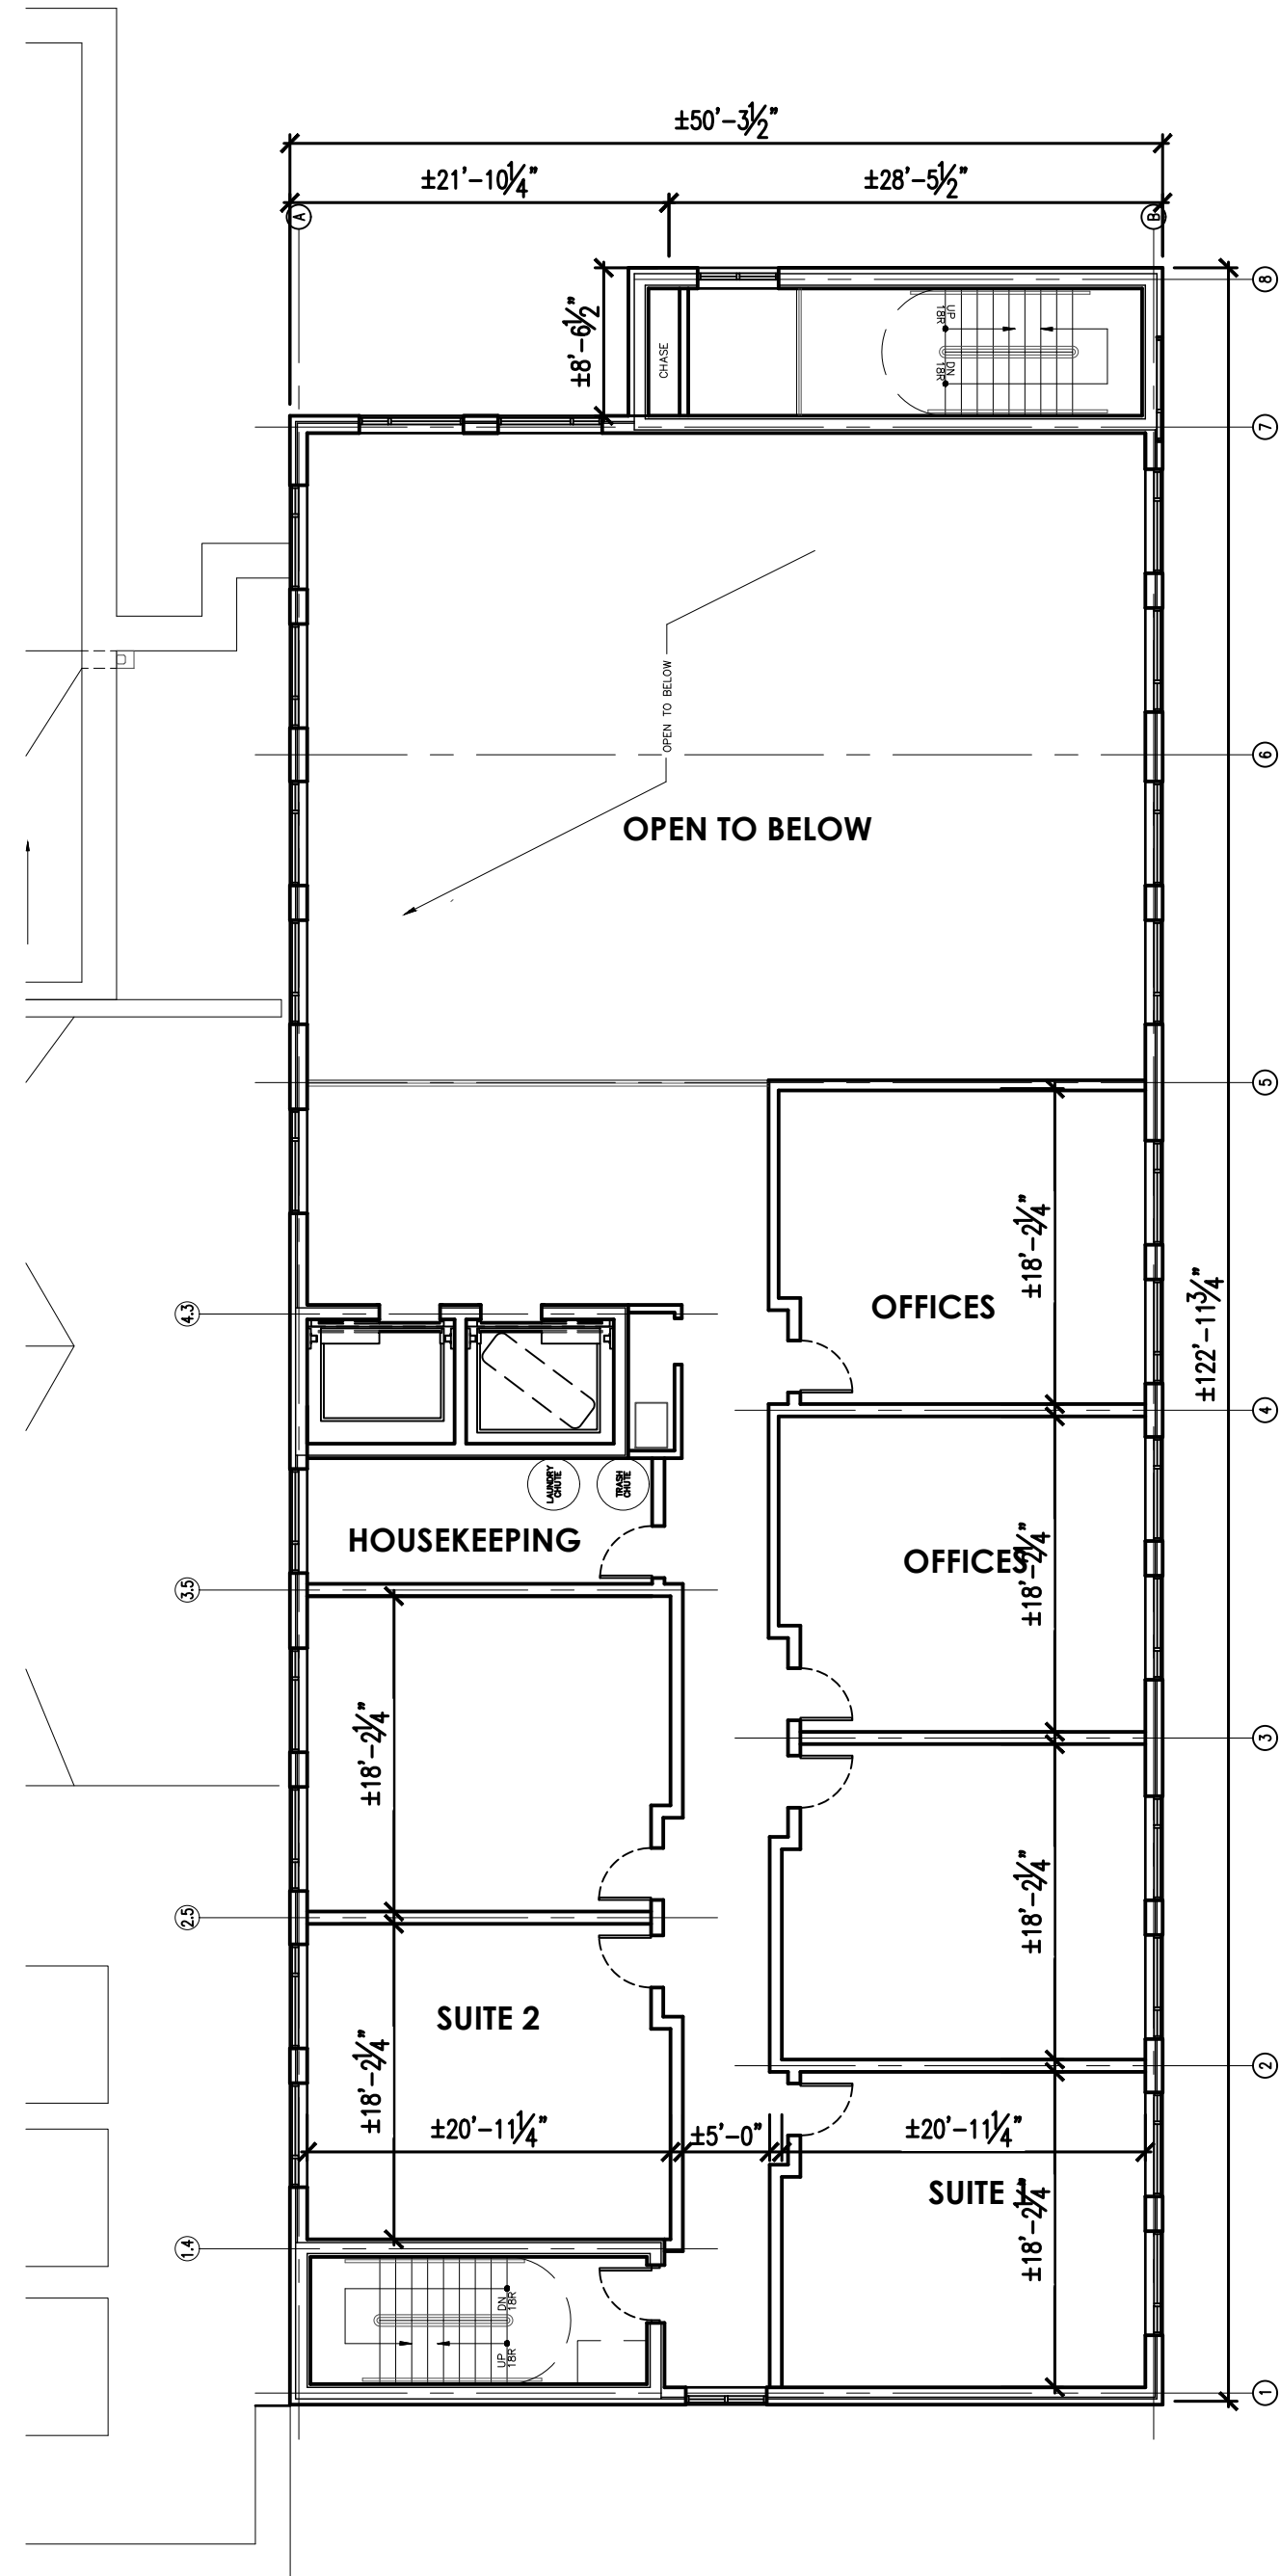 ±50'-3½"
±21'-10¼"
±28'-5½"
A
B
8
±8'-6½"
CHASE
UP
18R
DN
18R
7
OPEN TO BELOW
6
OPEN TO BELOW
5
±18'-2¼"
±122'-11¾"
OFFICES
4.3
4
LAUNDRY
CHUTE
TRASH
CHUTE
HOUSEKEEPING
OFFICES
±18'-2¼"
3.5
±18'-2¼"
3
±18'-2¼"
2.5
SUITE 2
±18'-2¼"
2
±20'-11¼"
±5'-0"
±20'-11¼"
SUITE 1
±18'-2¼"
1.4
DN
18R
UP
18R
1